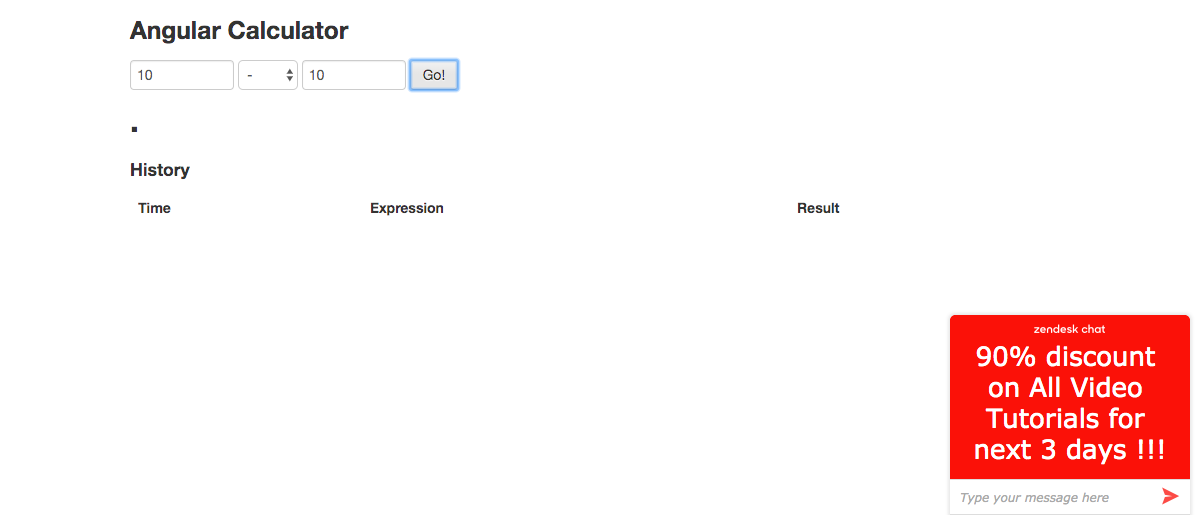 Angular Calculator
10 - 10 Go!
.
History
Time Expression Result
zendesk chat
90% discount
on All Video
Tutorials for
next 3 days !!!
Type your message here